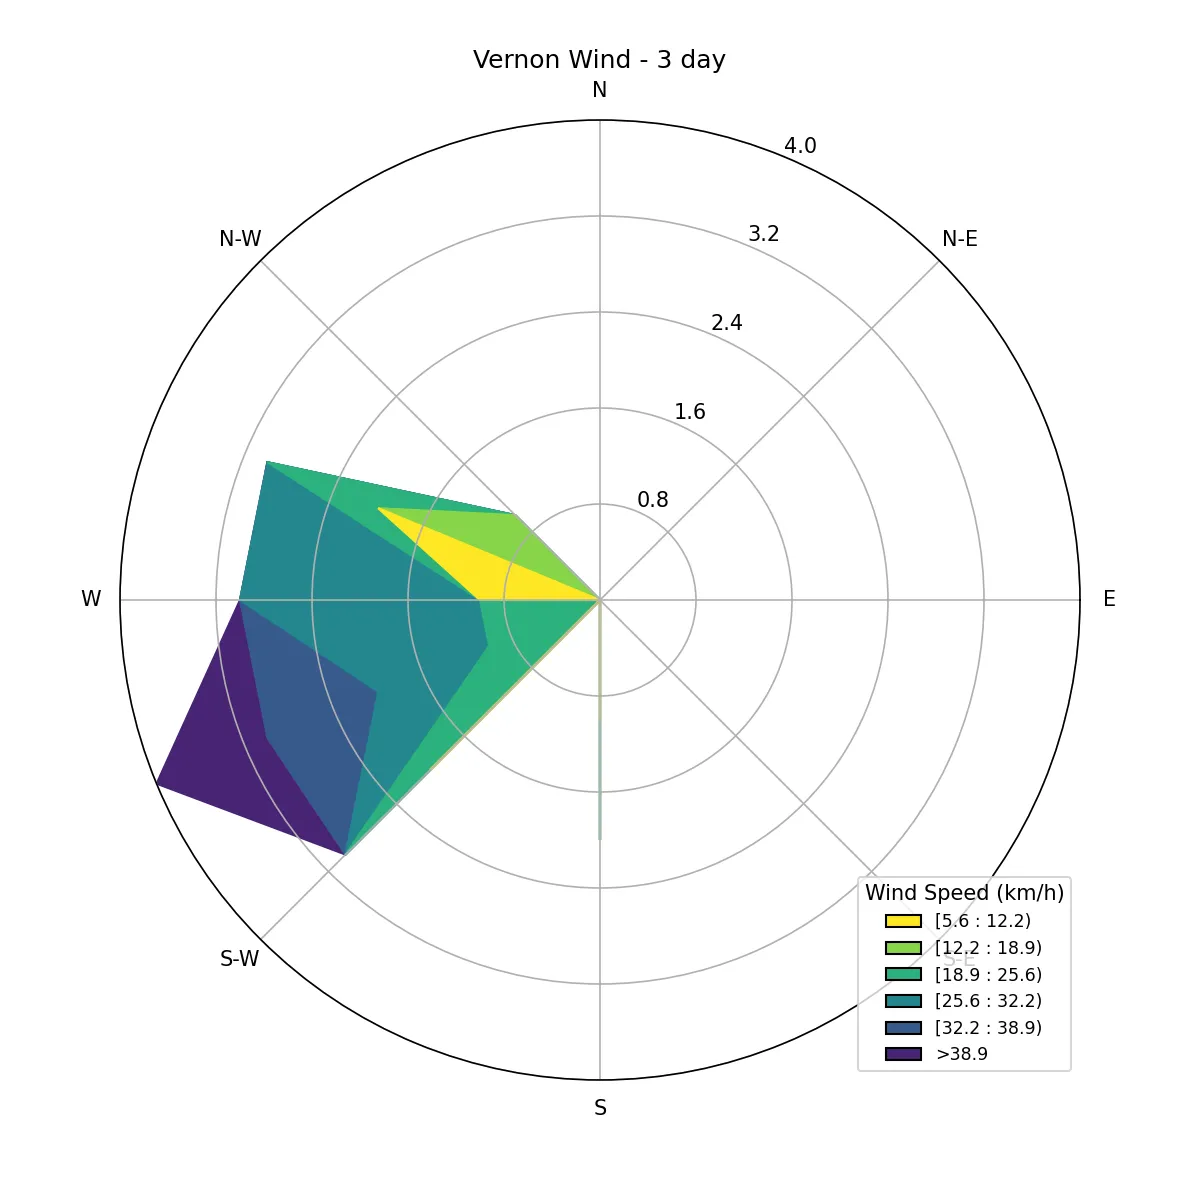 Vernon Wind - 3 day
N
4.0
N-W
3.2
N-E
2.4
1.6
0.8
W
E
S-W
S-E
S
Wind Speed (km/h)
[5.6 : 12.2)
[12.2 : 18.9)
[18.9 : 25.6)
[25.6 : 32.2)
[32.2 : 38.9)
>38.9